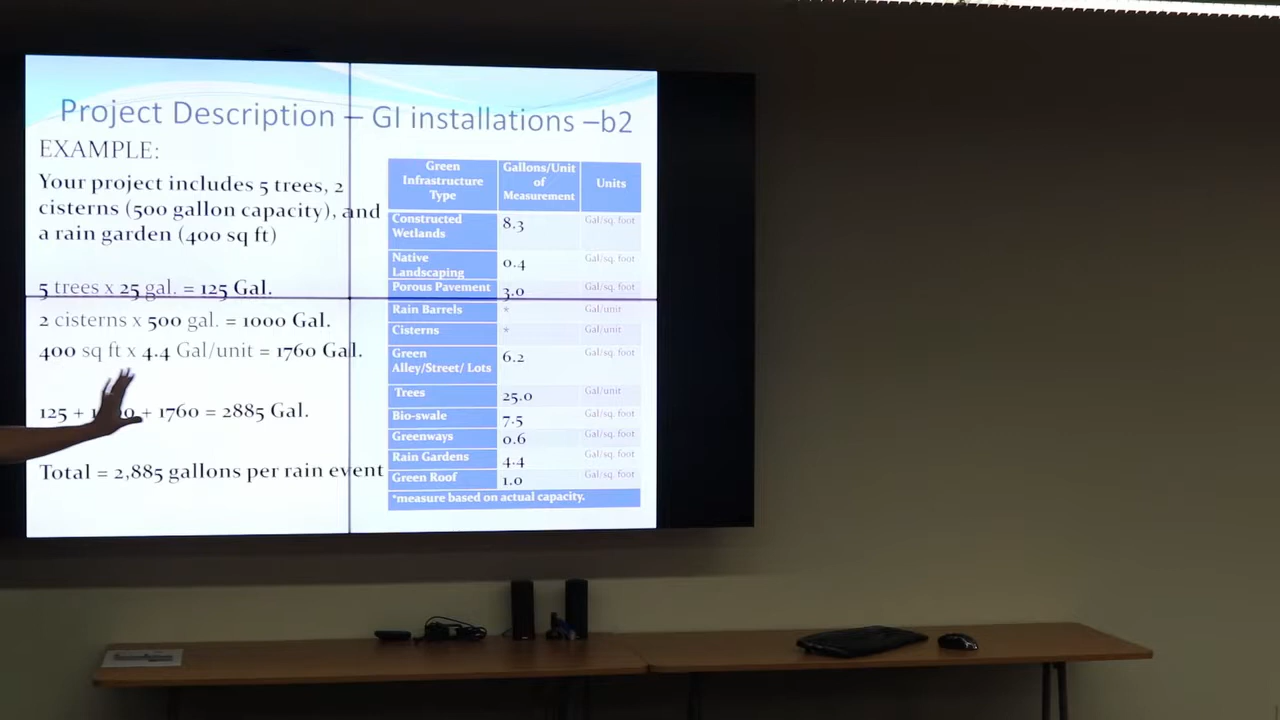 Project Description – GI installations –b2
EXAMPLE:
Your project includes 5 trees, 2
cisterns (500 gallon capacity), and
a rain garden (400 sq ft)
5 trees x 25 gal. = 125 Gal.
2 cisterns x 500 gal. = 1000 Gal.
400 sq ft x 4.4 Gal/unit = 1760 Gal.
125 + + 1760 = 2885 Gal.
Total = 2,885 gallons per rain event
Green
Infrastructure
Type
Gallons/Unit
of
Measurement
Units
Constructed
Wetlands
8.3
Gal/sq. foot
Native
Landscaping
0.4
Gal/sq. foot
Porous Pavement
3.0
Gal/sq. foot
Rain Barrels
*
Gal/unit
Cisterns
*
Gal/unit
Green
Alley/Street/ Lots
6.2
Gal/sq. foot
Trees
25.0
Gal/unit
Bio-swale
7.5
Gal/sq. foot
Greenways
0.6
Gal/sq. foot
Rain Gardens
4.4
Gal/sq. foot
Green Roof
1.0
Gal/sq. foot
*measure based on actual capacity.